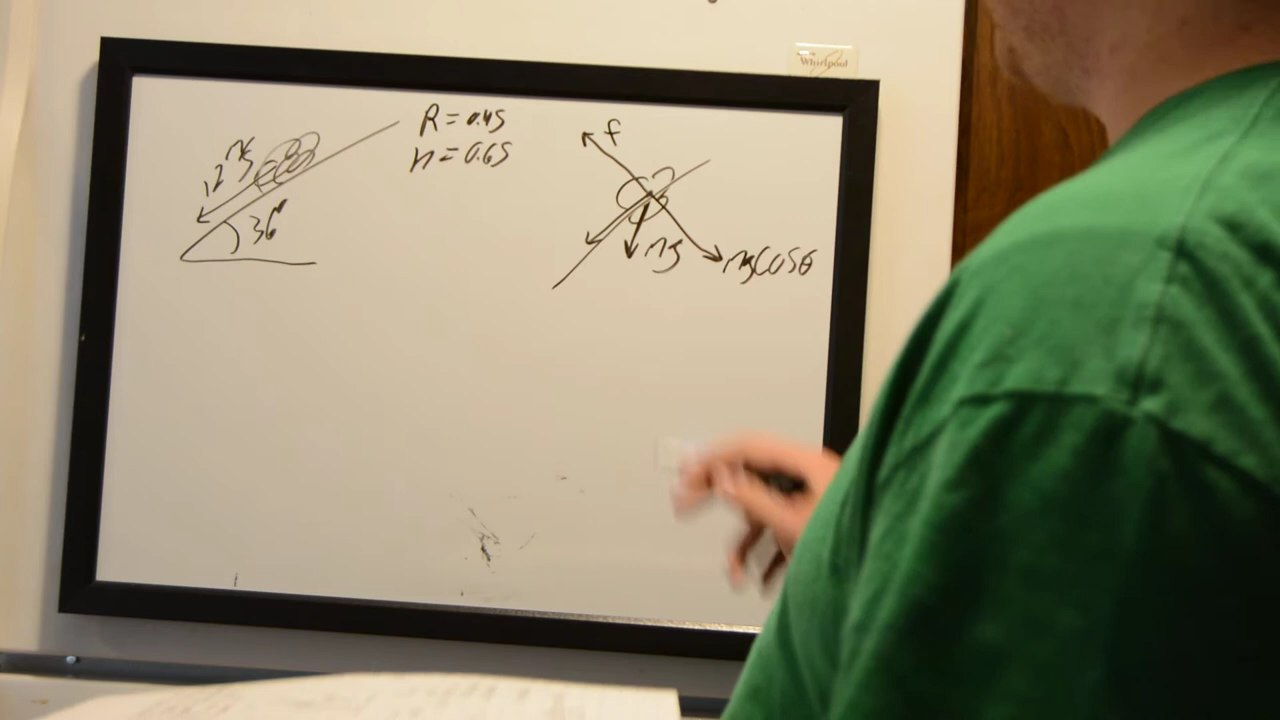 12 m/s
36°
R = 0.45
n = 0.65
f
mg
mgcosθ
Whirlpool